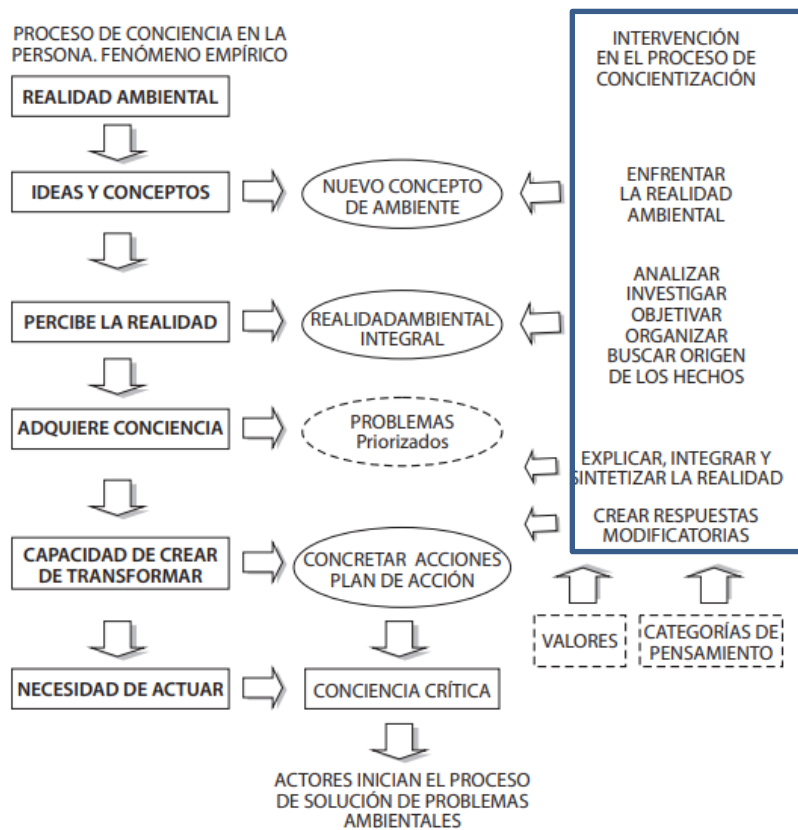 PROCESO DE CONCIENCIA EN LA
PERSONA. FENÓMENO EMPÍRICO
REALIDAD AMBIENTAL
IDEAS Y CONCEPTOS
PERCIBE LA REALIDAD
ADQUIERE CONCIENCIA
CAPACIDAD DE CREAR
DE TRANSFORMAR
NECESIDAD DE ACTUAR
NUEVO CONCEPTO
DE AMBIENTE
REALIDADAMBIENTAL
INTEGRAL
PROBLEMAS
Priorizados
CONCRETAR ACCIONES
PLAN DE ACCIÓN
CONCIENCIA CRÍTICA
ACTORES INICIAN EL PROCESO
DE SOLUCIÓN DE PROBLEMAS
AMBIENTALES
INTERVENCIÓN
EN EL PROCESO DE
CONCIENTIZACIÓN
ENFRENTAR
LA REALIDAD
AMBIENTAL
ANALIZAR
INVESTIGAR
OBJETIVAR
ORGANIZAR
BUSCAR ORIGEN
DE LOS HECHOS
EXPLICAR, INTEGRAR Y
SINTETIZAR LA REALIDAD
CREAR RESPUESTAS
MODIFICATORIAS
VALORES
CATEGORÍAS DE
PENSAMIENTO